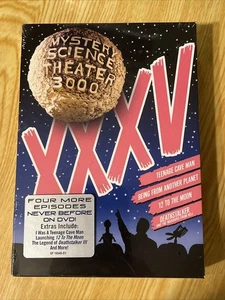 MYSTERY
SCIENCE
THEATER
3000
XXXV
TEENAGE CAVE MAN
BEING FROM ANOTHER PLANET
12 TO THE MOON
DEATHSTALKER
FOUR MORE
EPISODES
NEVER BEFORE
ON DVD!
Extras Include:
I Was A Teenage Cave Man
Launching 12 To The Moon
The Legend of Deathstalker III
And More!